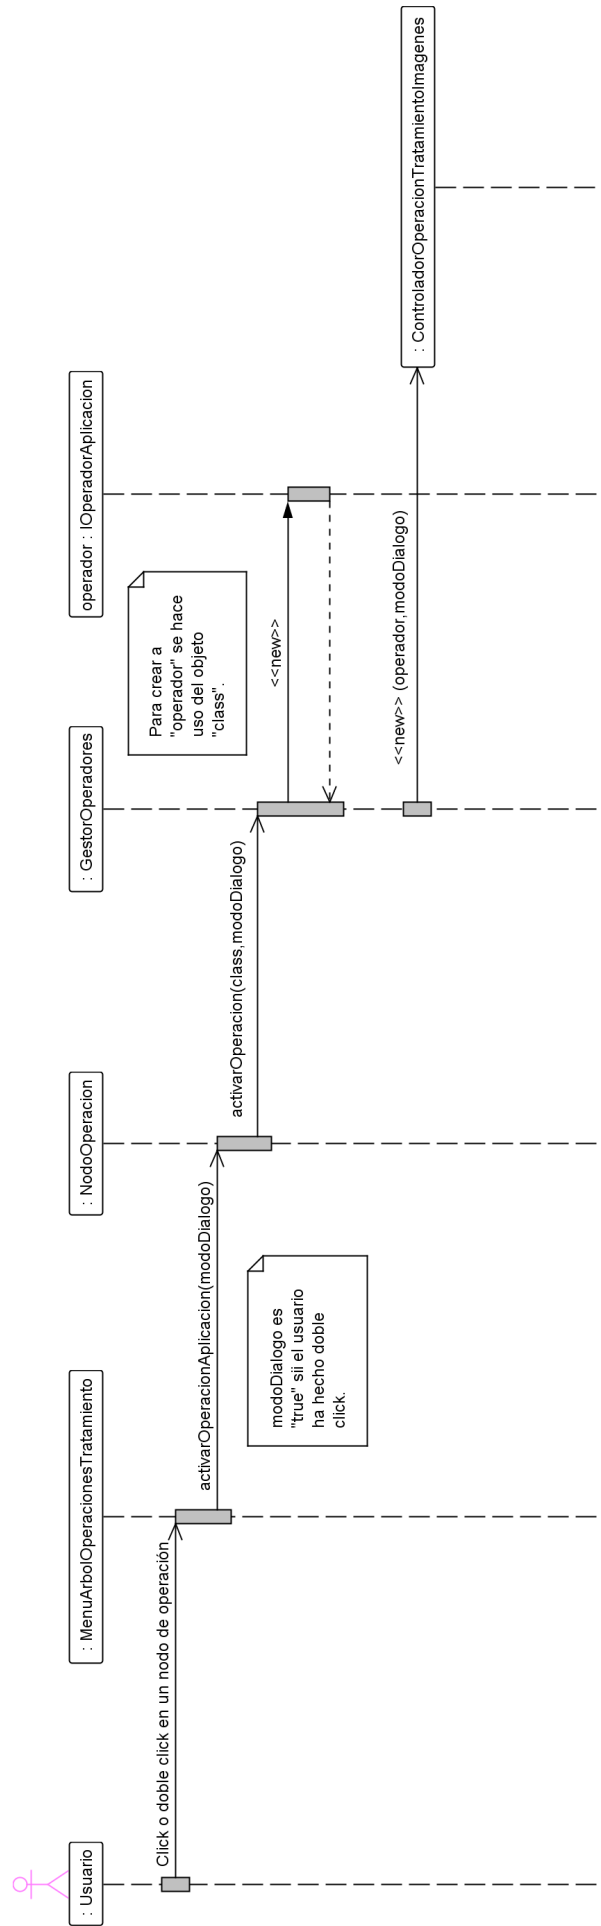 : Usuario
: MenuArbolOperacionesTratamiento
: NodoOperacion
: GestorOperadores
operador : IOperadorAplicacion
: ControladorOperacionTratamientoImagenes
Click o doble click en un nodo de operación
activarOperacionAplicacion(modoDialogo)
modoDialogo es
"true" sii el usuario
ha hecho doble
click.
activarOperacion(class,modoDialogo)
Para crear a
"operador" se hace
uso del objeto
"class".
<<new>>
<<new>> (operador,modoDialogo)